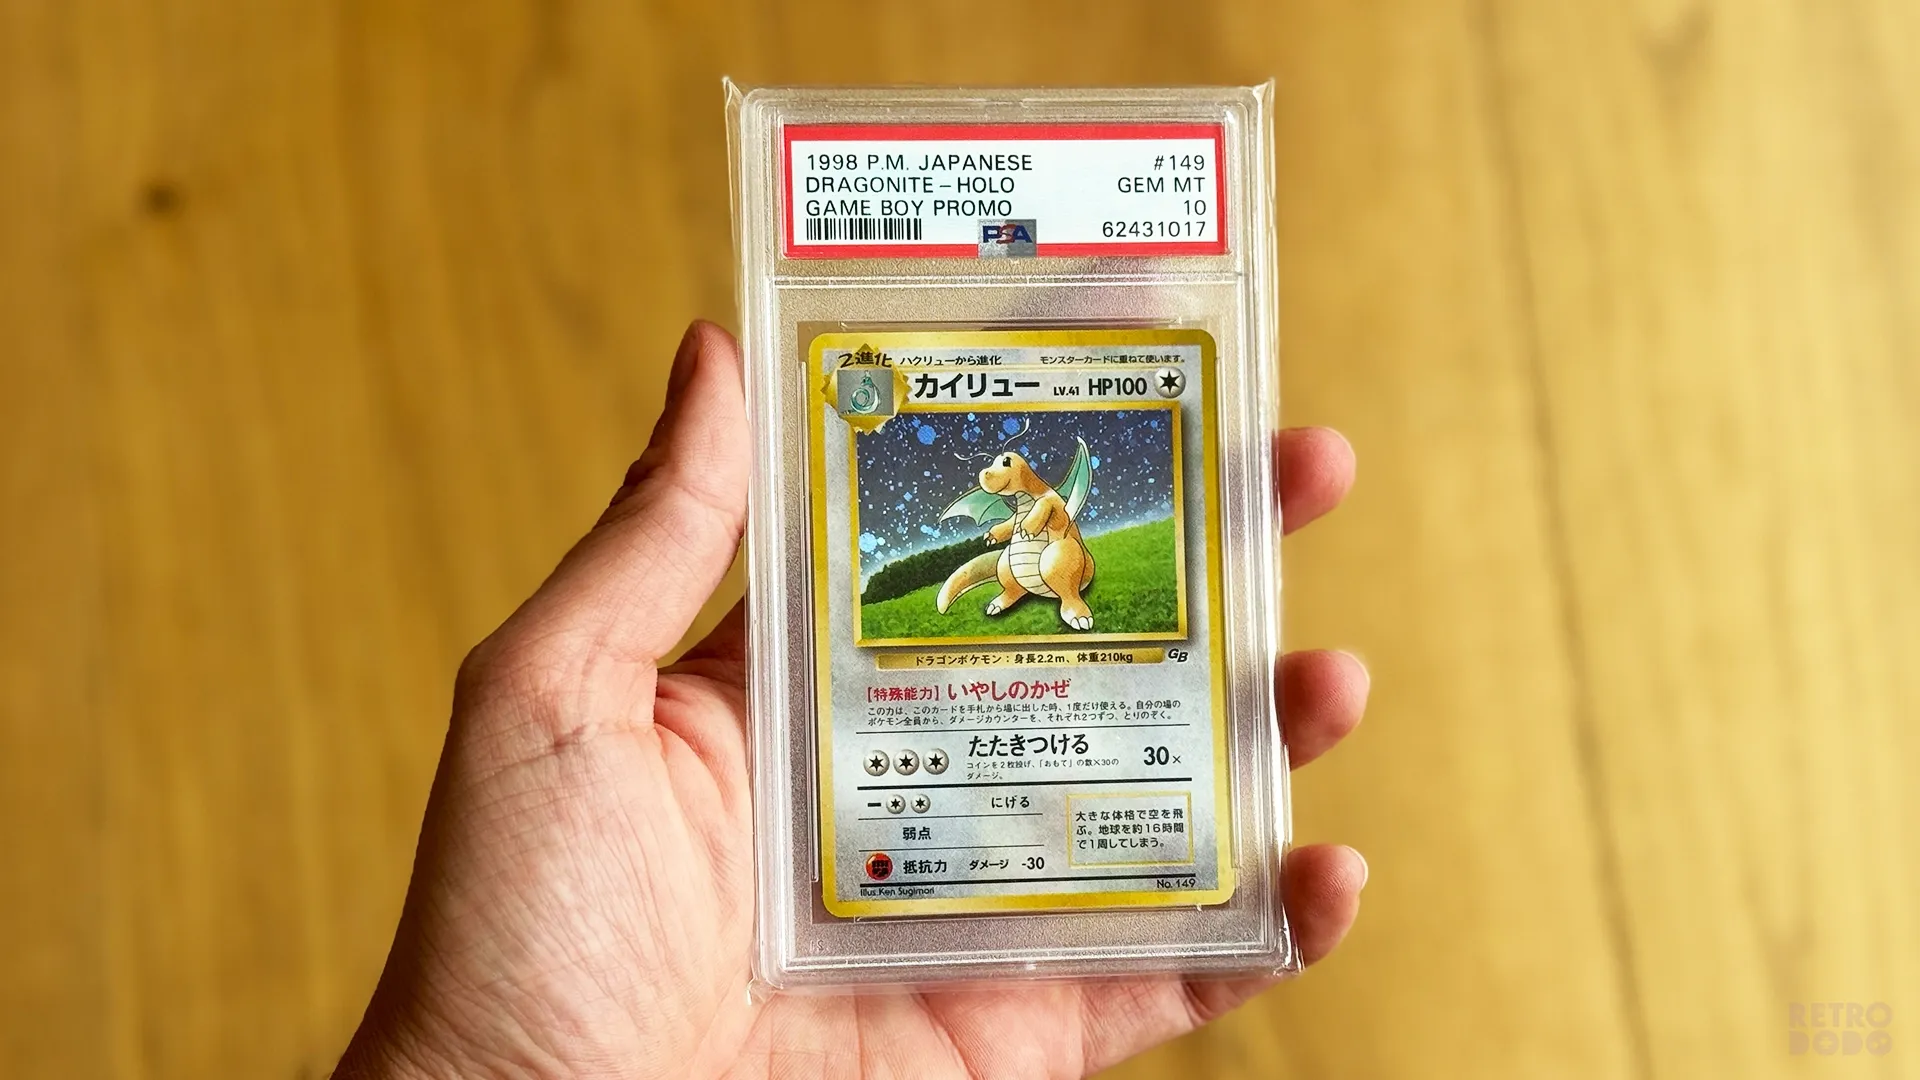 1998 P.M. JAPANESE #149
DRAGONITE – HOLO GEM MT
GAME BOY PROMO 10
PSA 62431017
2進化 ハクリューから進化 モンスターカードに重ねて使います。
カイリュー LV.41 HP100
ドラゴンポケモン：身長2.2m、体重210kg GB
【特殊能力】いやしのかぜ
この力は、このカードを手札から場に出した時、1度だけ使える。自分の場の
ポケモン全員から、ダメージカウンターを、それぞれ2つずつ、とりのぞく。
たたきつける 30×
コインを2枚投げ、「おもて」の数×30の
ダメージ。
– にげる
弱点
抵抗力 ダメージ -30
大きな体格で空を飛
ぶ。地球を約16時間
で1周してしまう。
Illus. Ken Sugimori No. 149
RETRO
DODO